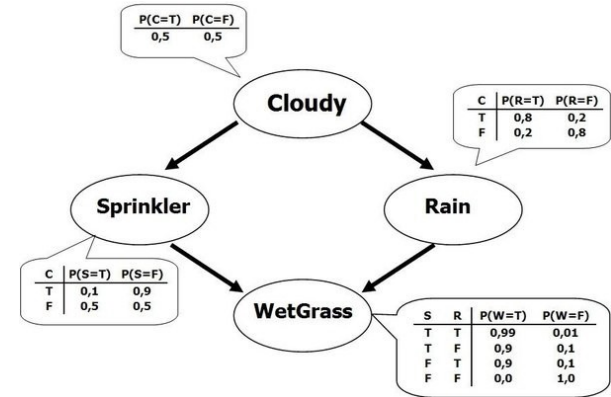 P(C=T) P(C=F)
0,5 0,5
Cloudy
C P(R=T) P(R=F)
T 0,8 0,2
F 0,2 0,8
Sprinkler
Rain
C P(S=T) P(S=F)
T 0,1 0,9
F 0,5 0,5
WetGrass
S R P(W=T) P(W=F)
T T 0,99 0,01
T F 0,9 0,1
F T 0,9 0,1
F F 0,0 1,0